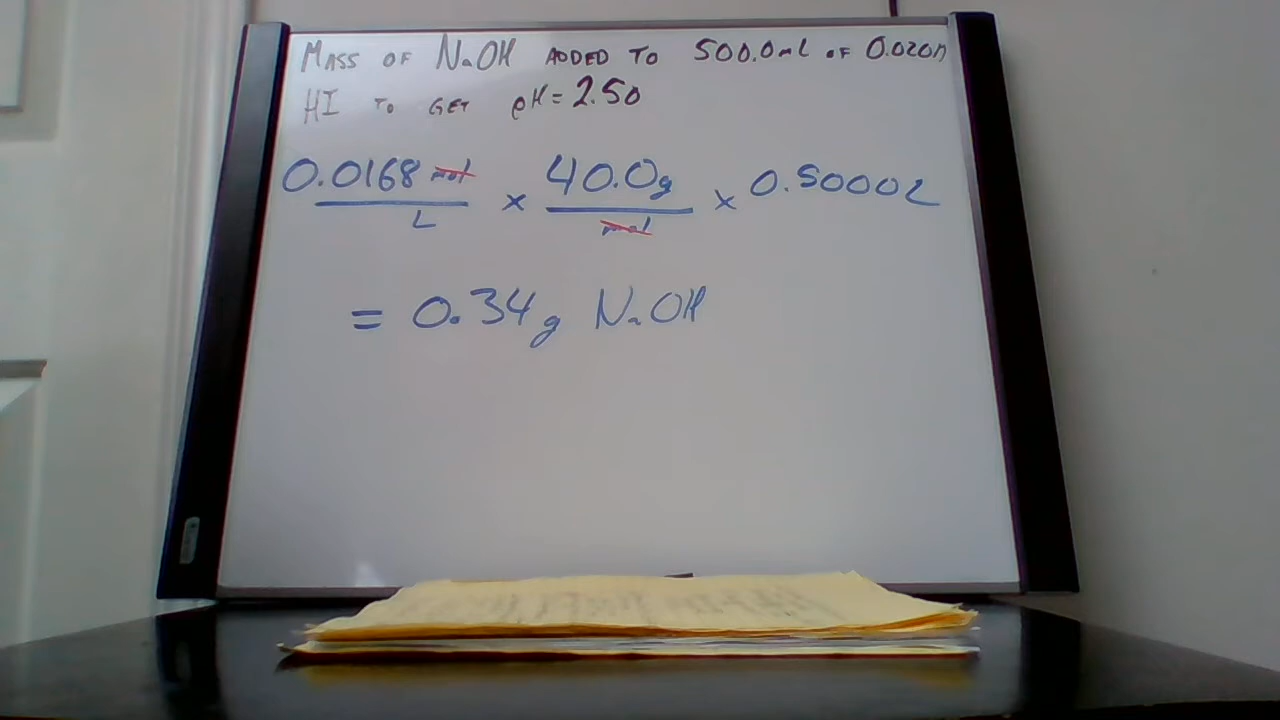 MASS OF NaOH ADDED TO 500.0mL OF 0.020M
HI TO GET pH = 2.50
0.0168 mol × 40.0g × 0.5000L
L mol
= 0.34g NaOH